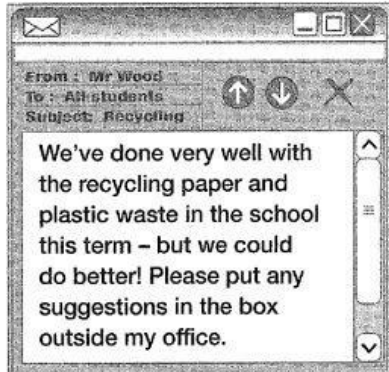 From : Mr Wood
To : All students
Subject: Recycling
We've done very well with
the recycling paper and
plastic waste in the school
this term – but we could
do better! Please put any
suggestions in the box
outside my office.